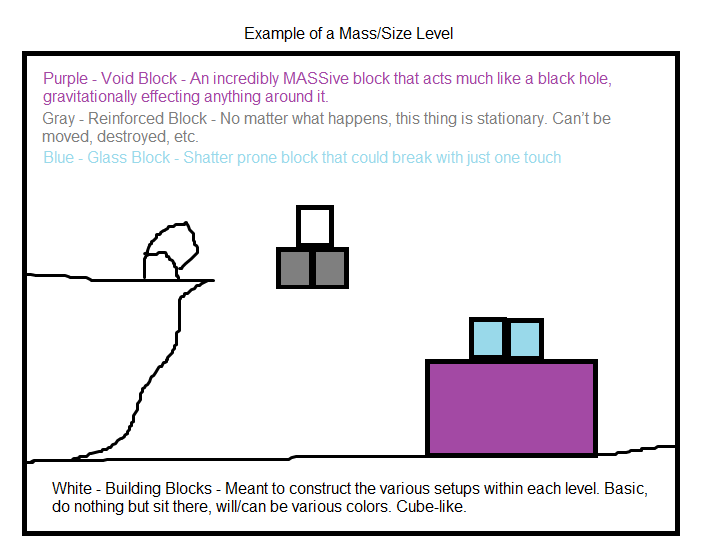 Example of a Mass/Size Level
Purple - Void Block - An incredibly MASSive block that acts much like a black hole,
gravitationally effecting anything around it.
Gray - Reinforced Block - No matter what happens, this thing is stationary. Can't be
moved, destroyed, etc.
Blue - Glass Block - Shatter prone block that could break with just one touch
White - Building Blocks - Meant to construct the various setups within each level. Basic,
do nothing but sit there, will/can be various colors. Cube-like.